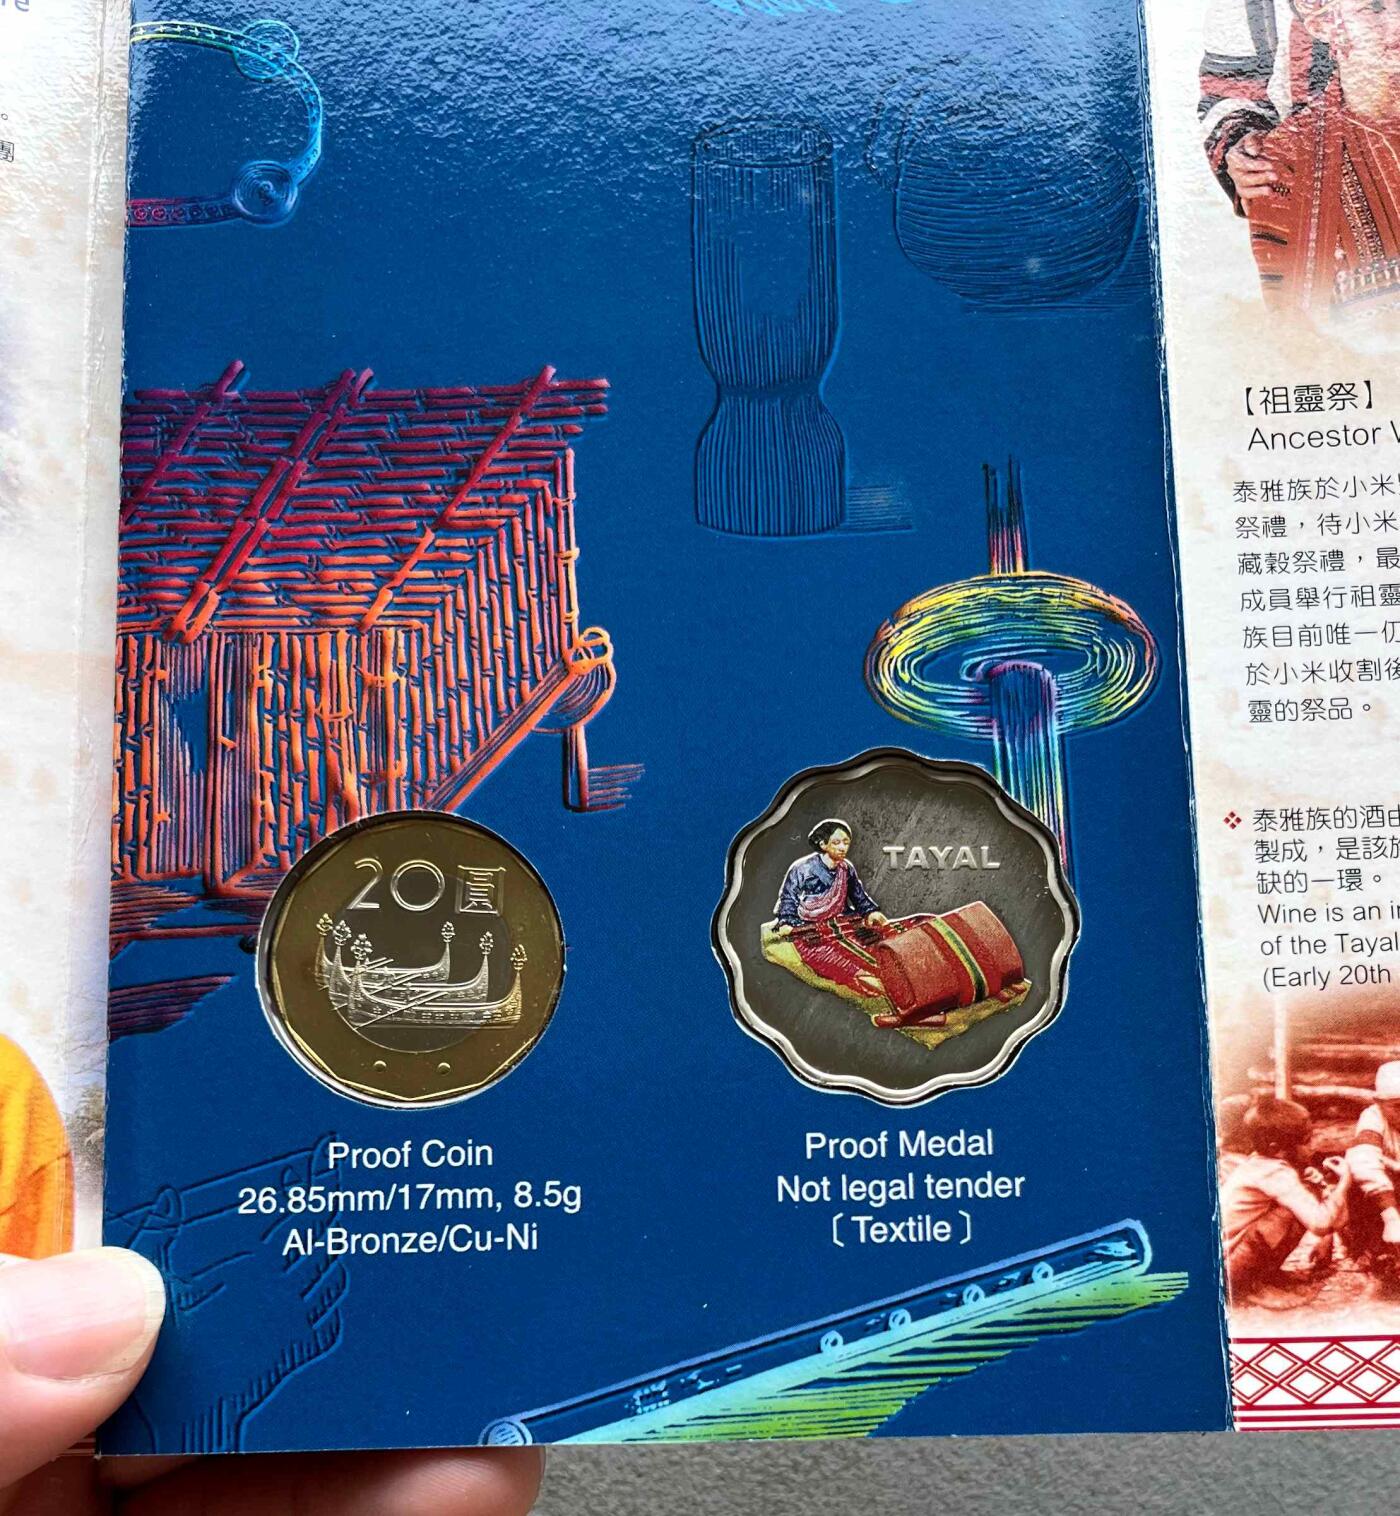 。
團
20圓
Proof Coin
26.85mm/17mm, 8.5g
Al-Bronze/Cu-Ni
TAYAL
Proof Medal
Not legal tender
〔 Textile 〕
【祖靈祭】
Ancestor
泰雅族於小米
祭禮，待小米
藏穀祭禮，最
成員舉行祖靈
族目前唯一仍
於小米收割後
靈的祭品。
❖ 泰雅族的酒由
製成，是該族
缺的一環。
Wine is an
of the Tayal
(Early 20th